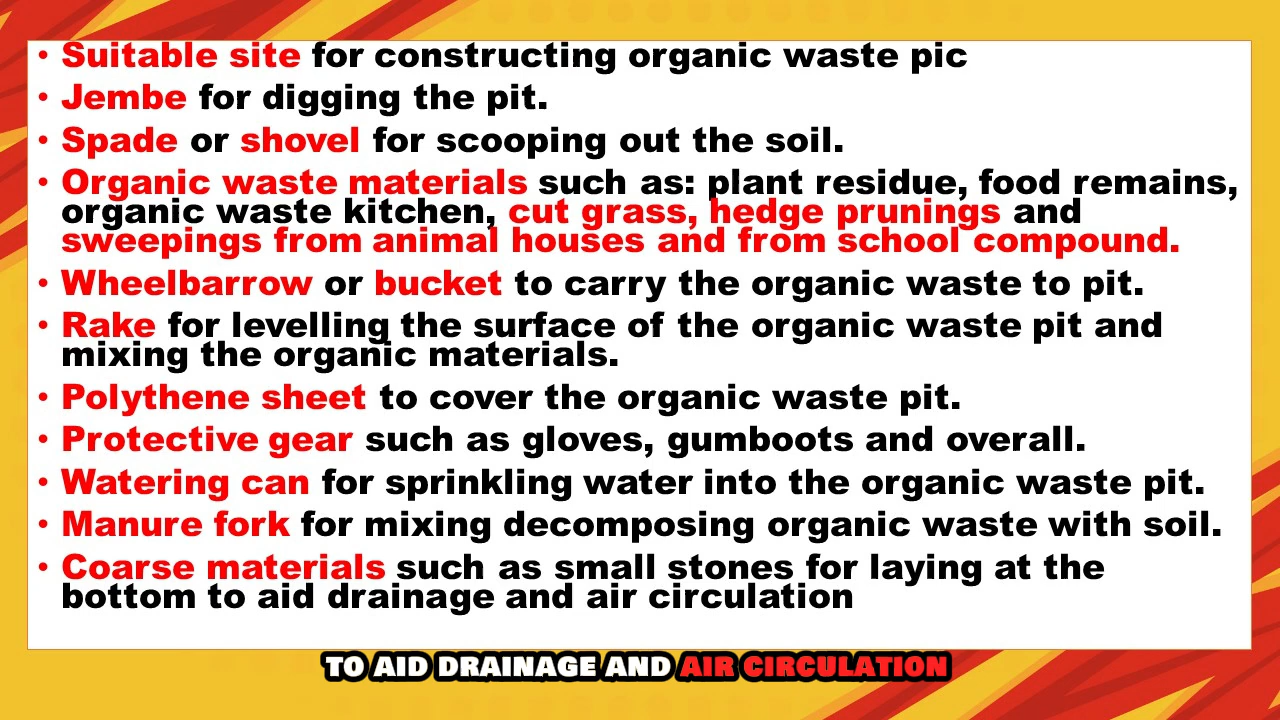 • Suitable site for constructing organic waste pic
• Jembe for digging the pit.
• Spade or shovel for scooping out the soil.
• Organic waste materials such as: plant residue, food remains,
organic waste kitchen, cut grass, hedge prunings and
sweepings from animal houses and from school compound.
• Wheelbarrow or bucket to carry the organic waste to pit.
• Rake for levelling the surface of the organic waste pit and
mixing the organic materials.
• Polythene sheet to cover the organic waste pit.
• Protective gear such as gloves, gumboots and overall.
• Watering can for sprinkling water into the organic waste pit.
• Manure fork for mixing decomposing organic waste with soil.
• Coarse materials such as small stones for laying at the
bottom to aid drainage and air circulation
TO AID DRAINAGE AND AIR CIRCULATION